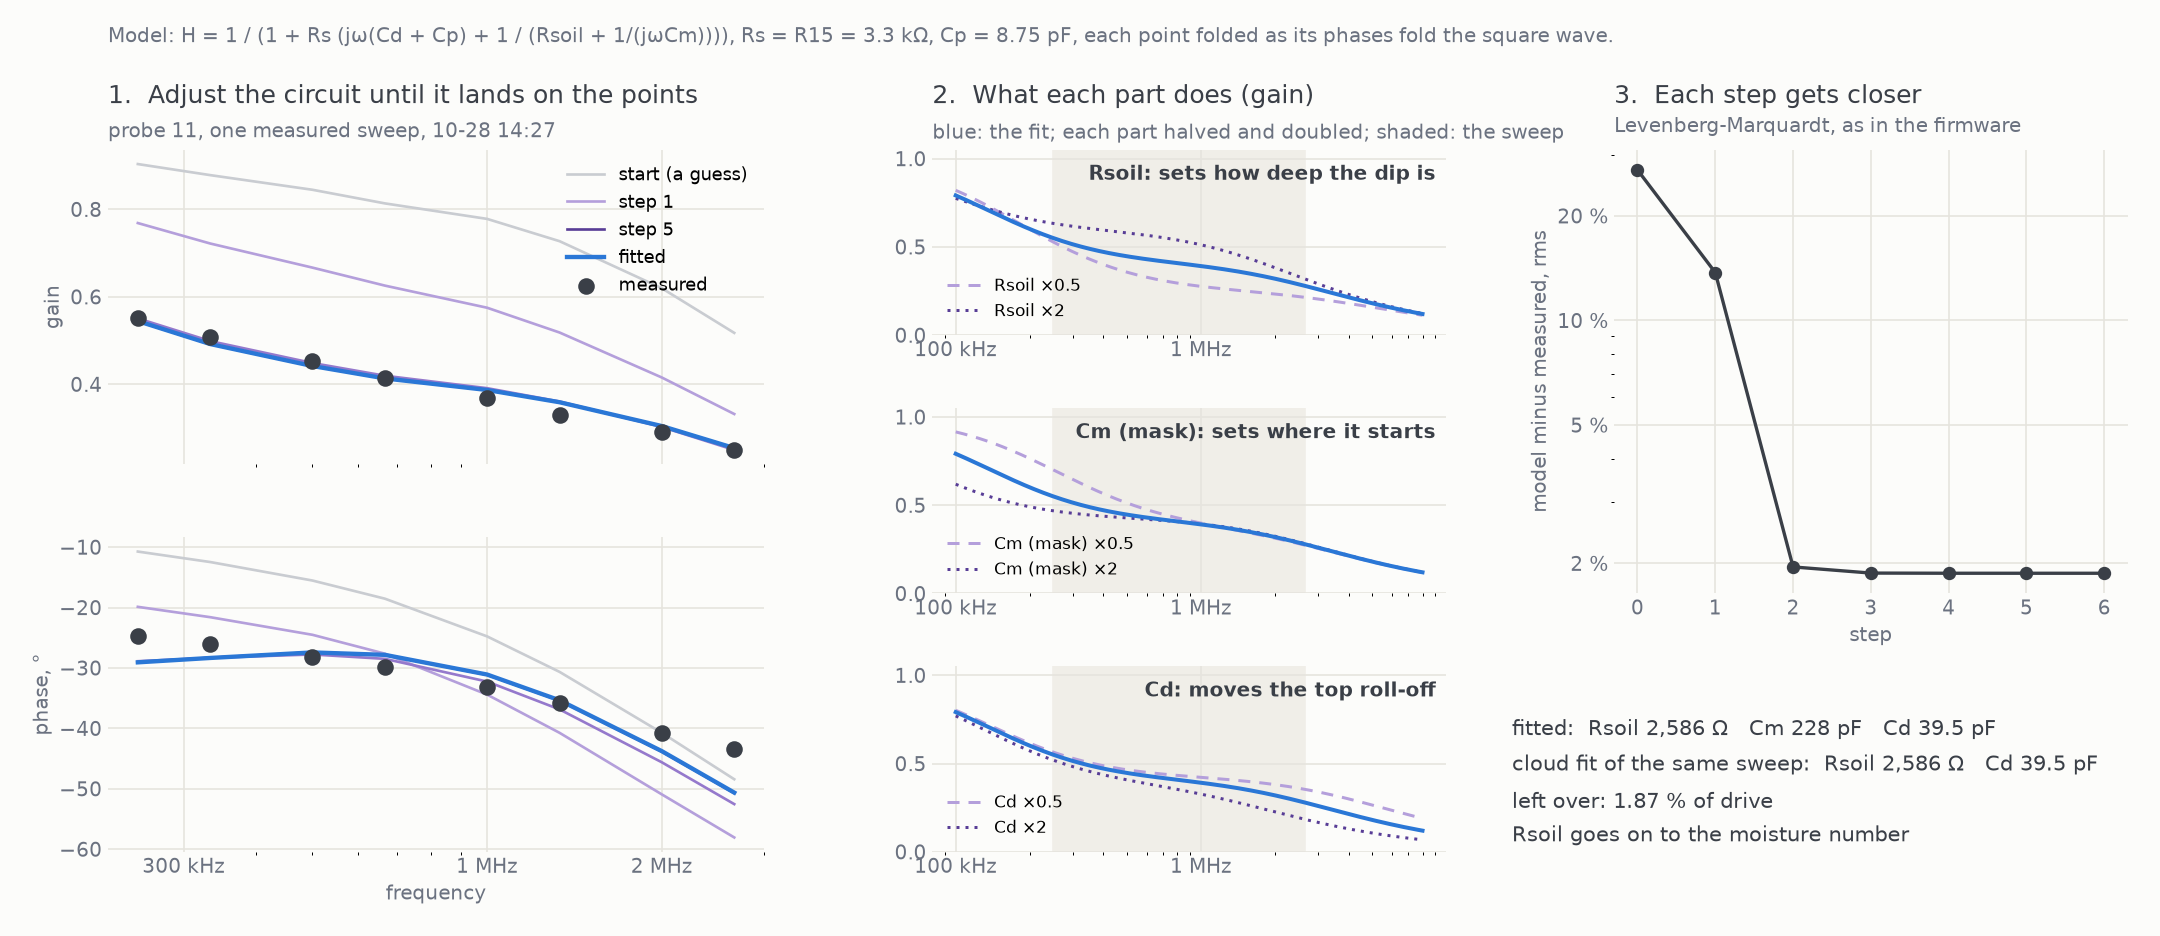 Model: H = 1 / (1 + Rs (jω(Cd + Cp) + 1 / (Rsoil + 1/(jωCm)))), Rs = R15 = 3.3 kΩ, Cp = 8.75 pF, each point folded as its phases fold the square wave.
1.  Adjust the circuit until it lands on the points
probe 11, one measured sweep, 10-28 14:27
start (a guess)
step 1
step 5
fitted
measured
0.8
0.6
0.4
gain
−10
−20
−30
−40
−50
−60
phase, °
300 kHz
1 MHz
2 MHz
frequency
2.  What each part does (gain)
blue: the fit; each part halved and doubled; shaded: the sweep
Rsoil: sets how deep the dip is
1.0
0.5
0.0
Rsoil ×0.5
Rsoil ×2
100 kHz
1 MHz
Cm (mask): sets where it starts
1.0
0.5
0.0
Cm (mask) ×0.5
Cm (mask) ×2
100 kHz
1 MHz
Cd: moves the top roll-off
1.0
0.5
0.0
Cd ×0.5
Cd ×2
100 kHz
1 MHz
3.  Each step gets closer
Levenberg-Marquardt, as in the firmware
20 %
10 %
5 %
2 %
model minus measured, rms
0
1
2
3
4
5
6
step
fitted:  Rsoil 2,586 Ω   Cm 228 pF   Cd 39.5 pF
cloud fit of the same sweep:  Rsoil 2,586 Ω   Cd 39.5 pF
left over: 1.87 % of drive
Rsoil goes on to the moisture number